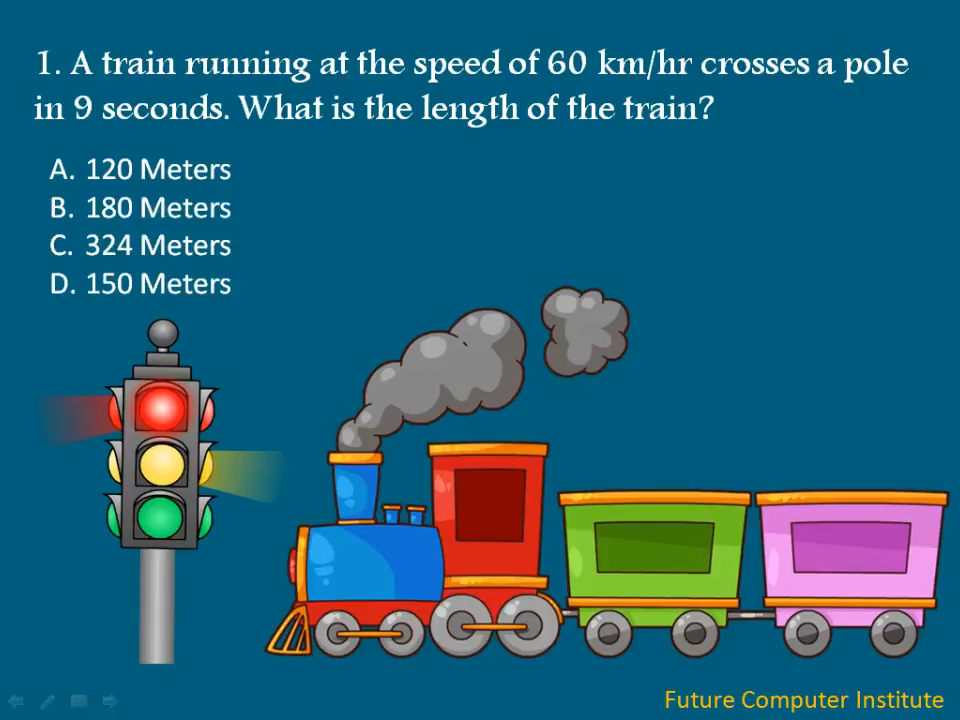 1. A train running at the speed of 60 km/hr crosses a pole
in 9 seconds. What is the length of the train?
A. 120 Meters
B. 180 Meters
C. 324 Meters
D. 150 Meters
Future Computer Institute